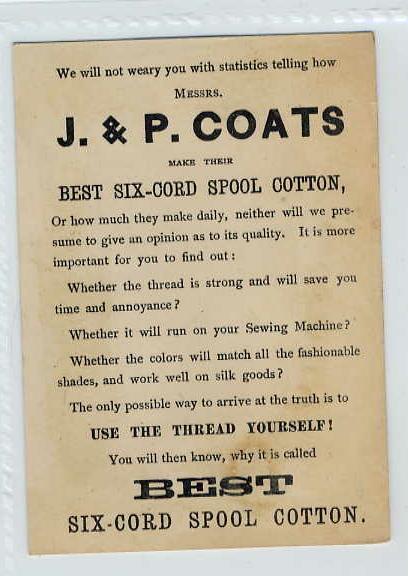 We will not weary you with statistics telling how
MESSRS.
J. & P. COATS
MAKE THEIR
BEST SIX-CORD SPOOL COTTON,
Or how much they make daily, neither will we pre-
sume to give an opinion as to its quality. It is more
important for you to find out:
Whether the thread is strong and will save you
time and annoyance?
Whether it will run on your Sewing Machine?
Whether the colors will match all the fashionable
shades, and work well on silk goods?
The only possible way to arrive at the truth is to
USE THE THREAD YOURSELF!
You will then know, why it is called
BEST
SIX-CORD SPOOL COTTON.